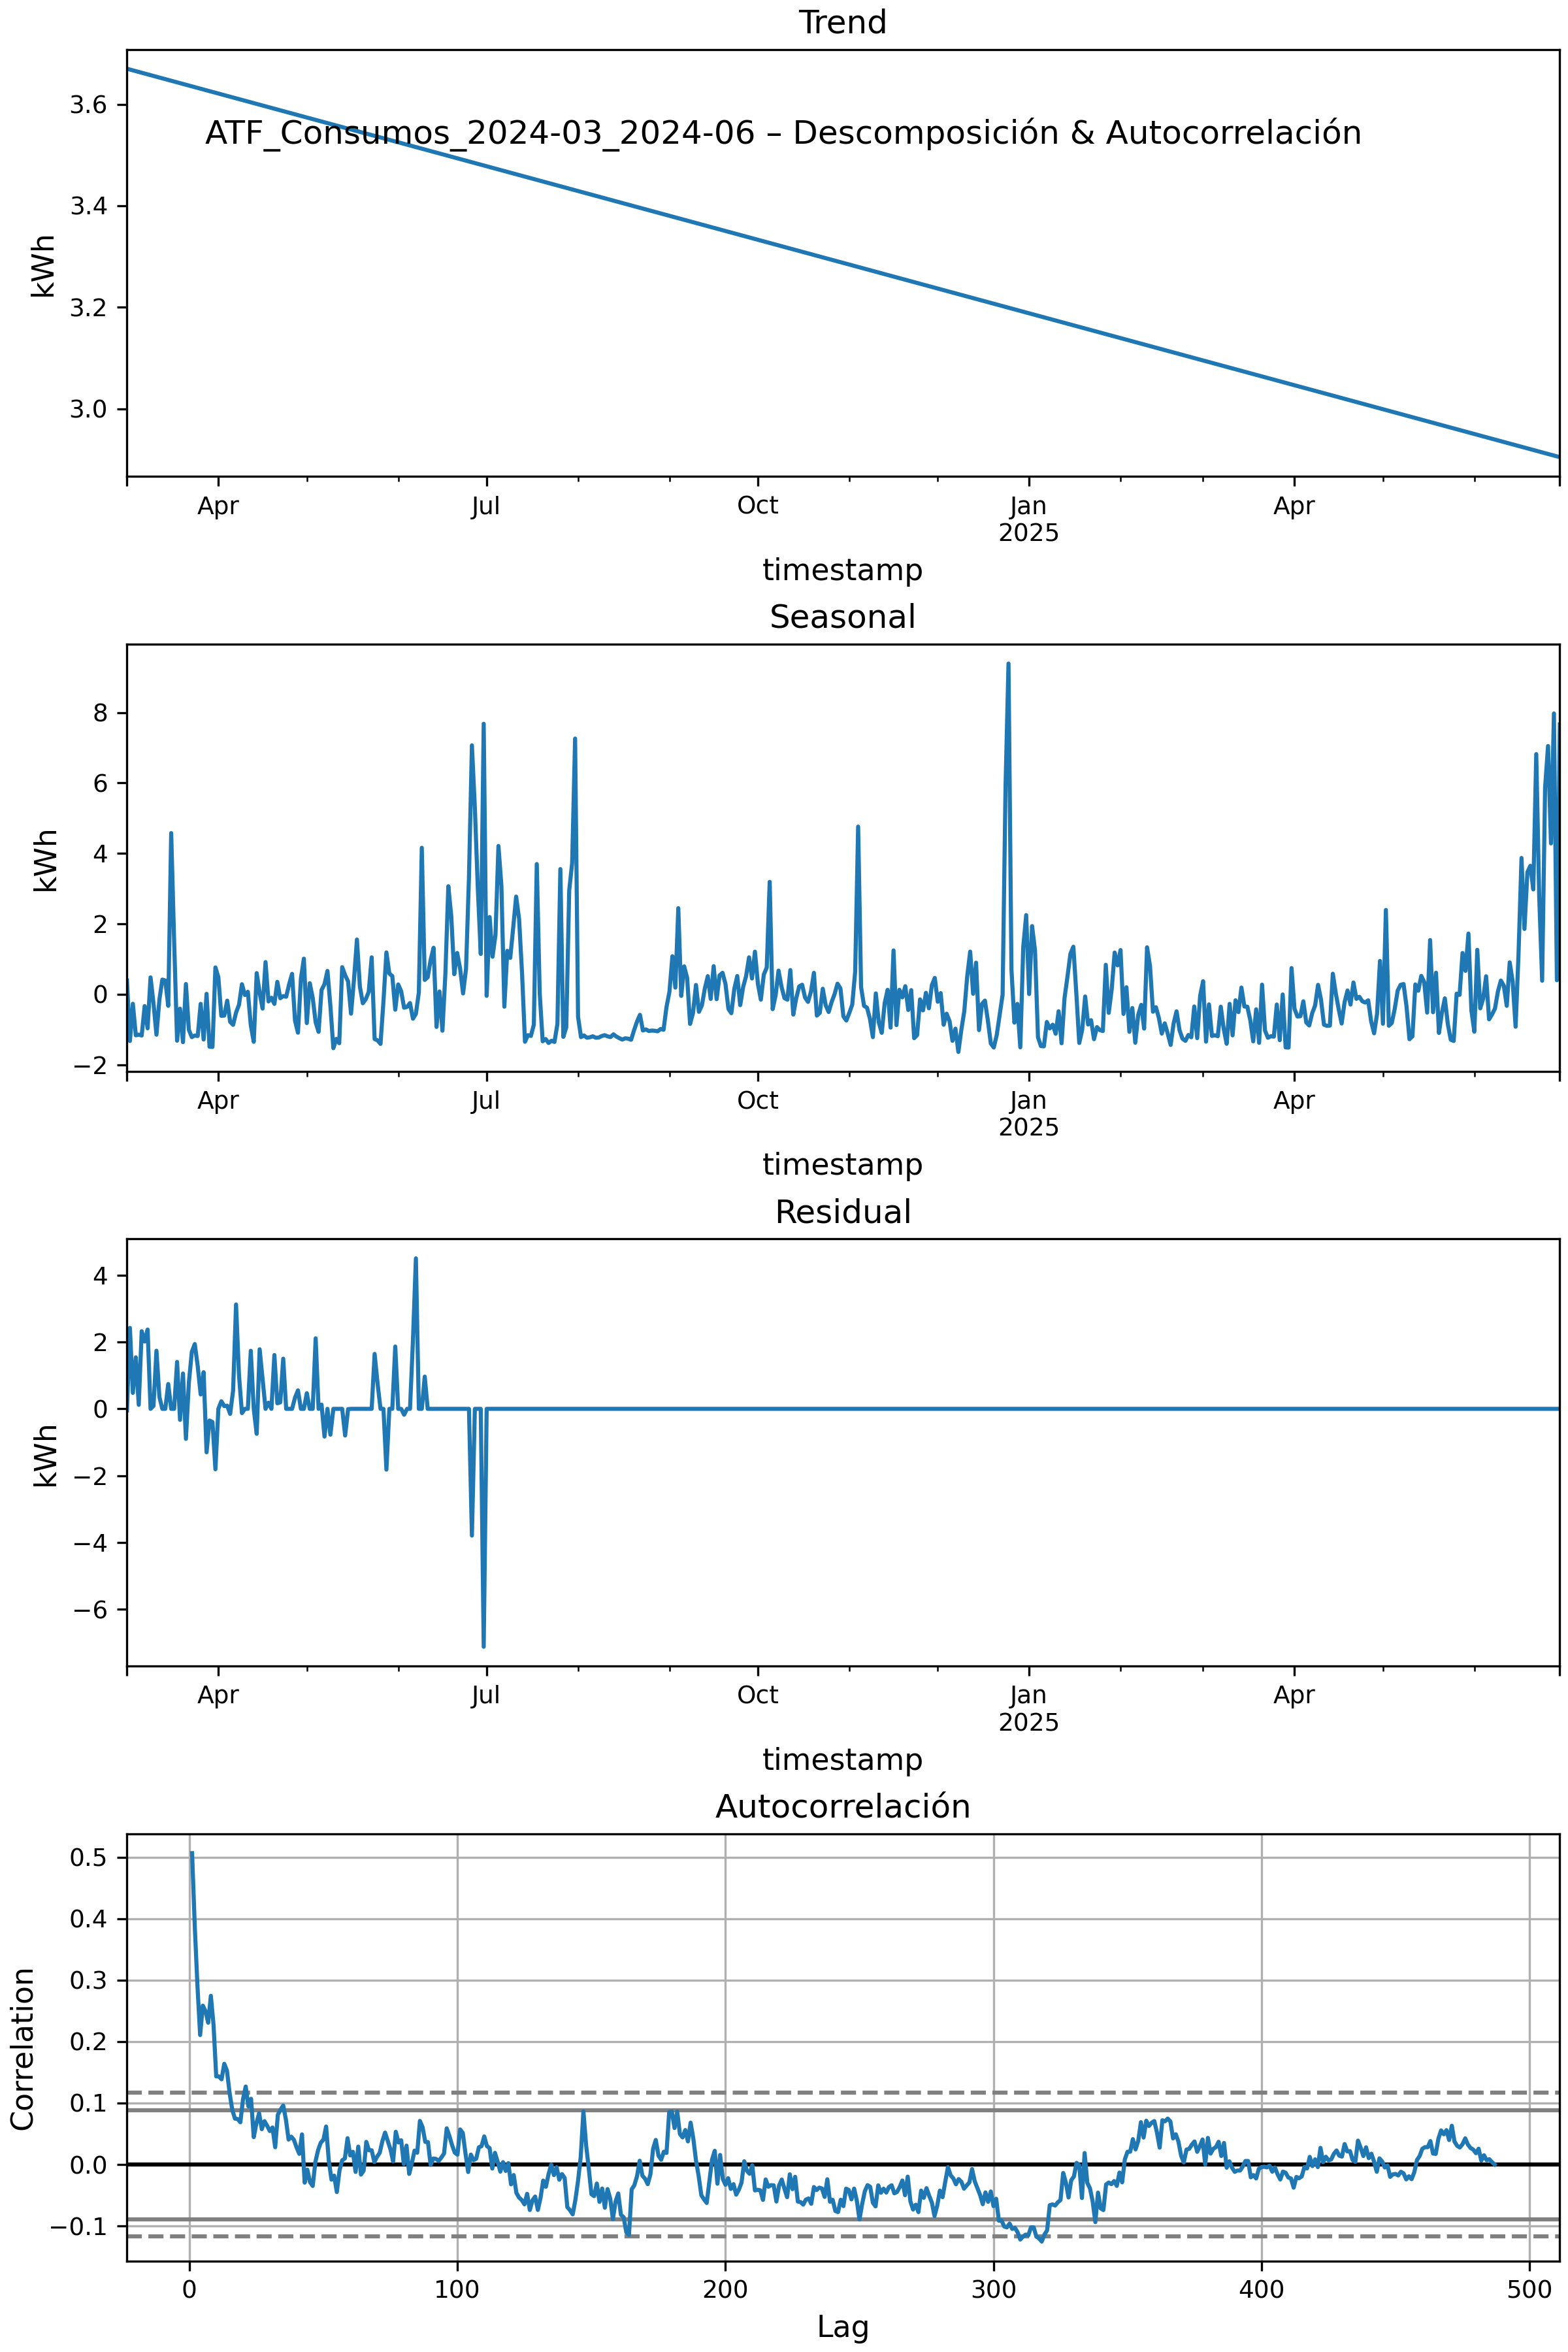 Trend
ATF_Consumos_2024-03_2024-06 – Descomposición & Autocorrelación
kWh
3.6
3.4
3.2
3.0
Apr Jul Oct Jan Apr
2025
timestamp
Seasonal
kWh
8
6
4
2
0
−2
Apr Jul Oct Jan Apr
2025
timestamp
Residual
kWh
4
2
0
−2
−4
−6
Apr Jul Oct Jan Apr
2025
timestamp
Autocorrelación
Correlation
0.5
0.4
0.3
0.2
0.1
0.0
−0.1
0 100 200 300 400 500
Lag